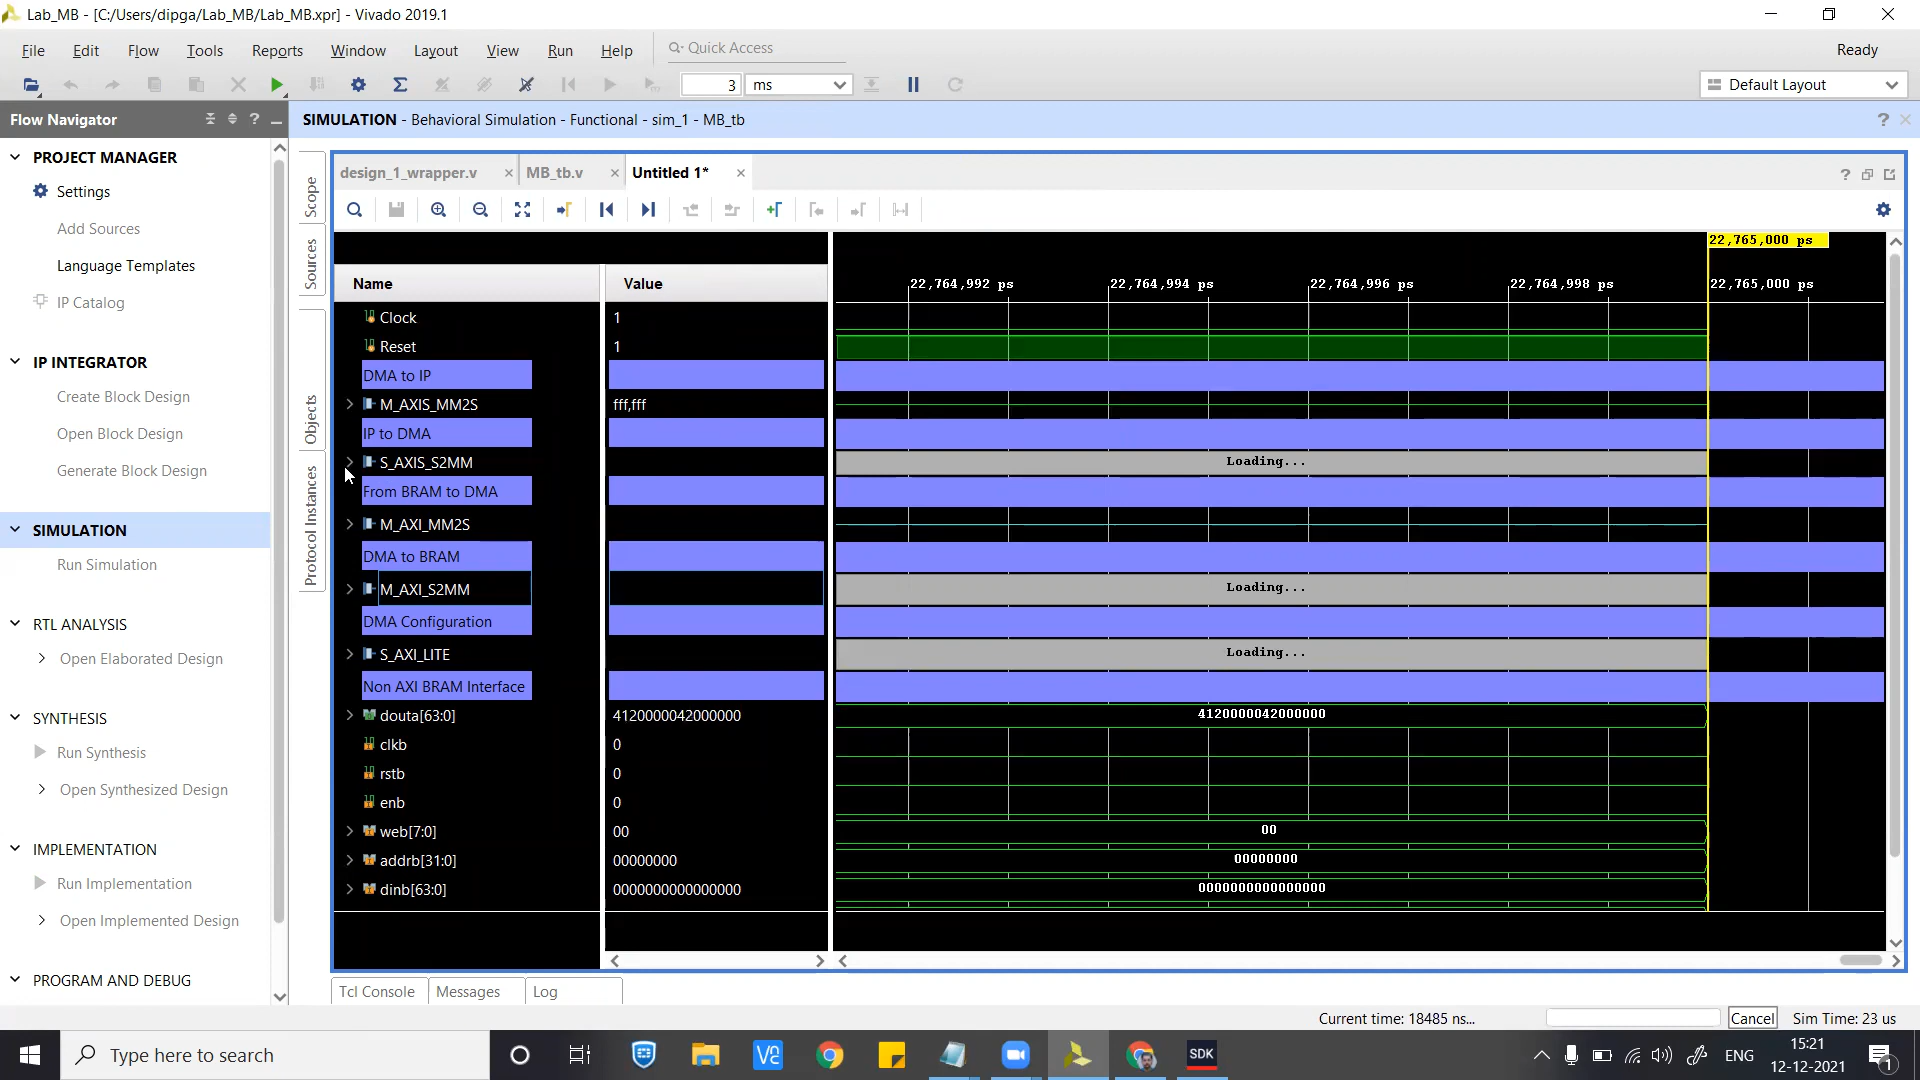 Lab_MB - [C:/Users/dipga/Lab_MB/Lab_MB.xpr] - Vivado 2019.1
File Edit Flow Tools Reports Window Layout View Run Help Quick Access Ready
3 ms Default Layout
Flow Navigator ? SIMULATION - Behavioral Simulation - Functional - sim_1 - MB_tb ?
PROJECT MANAGER
Settings
Add Sources
Language Templates
IP Catalog
IP INTEGRATOR
Create Block Design
Open Block Design
Generate Block Design
SIMULATION
Run Simulation
RTL ANALYSIS
Open Elaborated Design
SYNTHESIS
Run Synthesis
Open Synthesized Design
IMPLEMENTATION
Run Implementation
Open Implemented Design
PROGRAM AND DEBUG
Scope
Sources
Objects
Protocol Instances
design_1_wrapper.v MB_tb.v Untitled 1* ?
22,765,000 ps
Name Value 22,764,992 ps 22,764,994 ps 22,764,996 ps 22,764,998 ps 22,765,000 ps
Clock 1
Reset 1
DMA to IP
M_AXIS_MM2S fff,fff
IP to DMA
S_AXIS_S2MM Loading...
From BRAM to DMA
M_AXI_MM2S
DMA to BRAM
M_AXI_S2MM Loading...
DMA Configuration
S_AXI_LITE Loading...
Non AXI BRAM Interface
douta[63:0] 4120000042000000 4120000042000000
clkb 0
rstb 0
enb 0
web[7:0] 00 00
addrb[31:0] 00000000 00000000
dinb[63:0] 0000000000000000 0000000000000000
Tcl Console Messages Log
Current time: 18485 ns... Cancel Sim Time: 23 us
Type here to search VC SDK ENG 15:21
12-12-2021 1